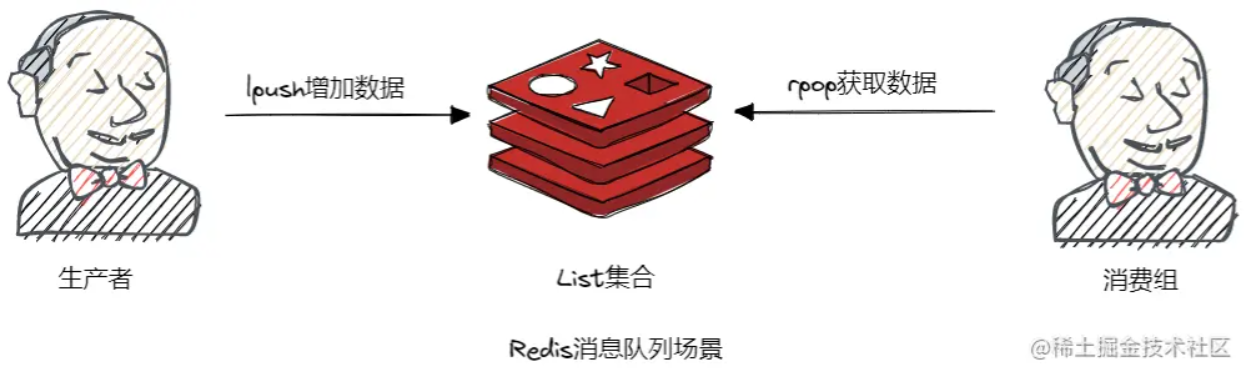 lpush增加数据
rpop获取数据
生产者
List集合
消费组
Redis消息队列场景
@稀土掘金技术社区